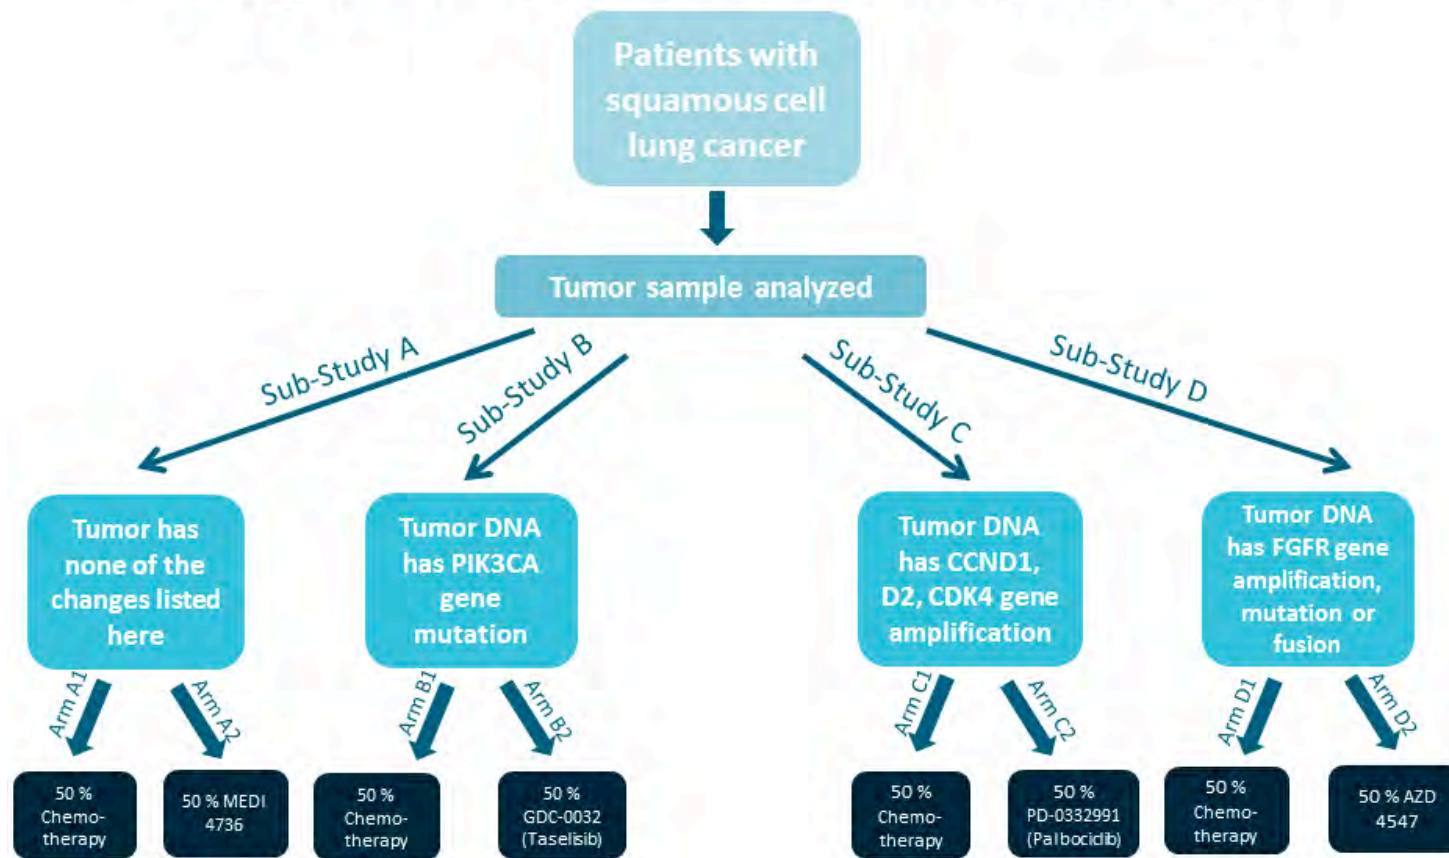 Patients with
squamous cell
lung cancer
Tumor sample analyzed
Sub-Study A
Sub-Study B
Sub-Study C
Sub-Study D
Tumor has
none of the
changes listed
here
Tumor DNA
has PIK3CA
gene
mutation
Tumor DNA
has CCND1,
D2, CDK4 gene
amplification
Tumor DNA
has FGFR gene
amplification,
mutation or
fusion
Arm A1
Arm A2
Arm B1
Arm B2
Arm C1
Arm C2
Arm D1
Arm D2
50 %
Chemo-
therapy
50 % MEDI
4736
50 %
Chemo-
therapy
50 %
GDC-0032
(Taselisib)
50 %
Chemo-
therapy
50 %
PD-0332991
(Palbociclib)
50 %
Chemo-
therapy
50 % AZD
4547